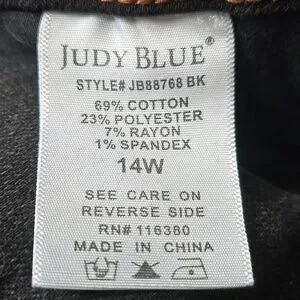 JUDY BLUE®
STYLE# JB88768 BK
69% COTTON
23% POLYESTER
7% RAYON
1% SPANDEX
14W
SEE CARE ON
REVERSE SIDE
RN# 116380
MADE IN CHINA